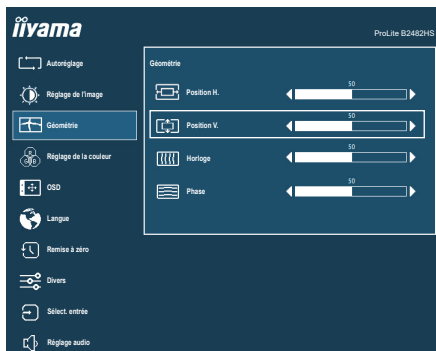 iiyama
ProLite B2482HS
Autoréglage
Réglage de l'image
Géométrie
Réglage de la couleur
R
G B
OSD
Langue
Remise à zéro
Divers
Sélect. entrée
Réglage audio
Géométrie
Position H.
50
Position V.
50
Horloge
50
Phase
50